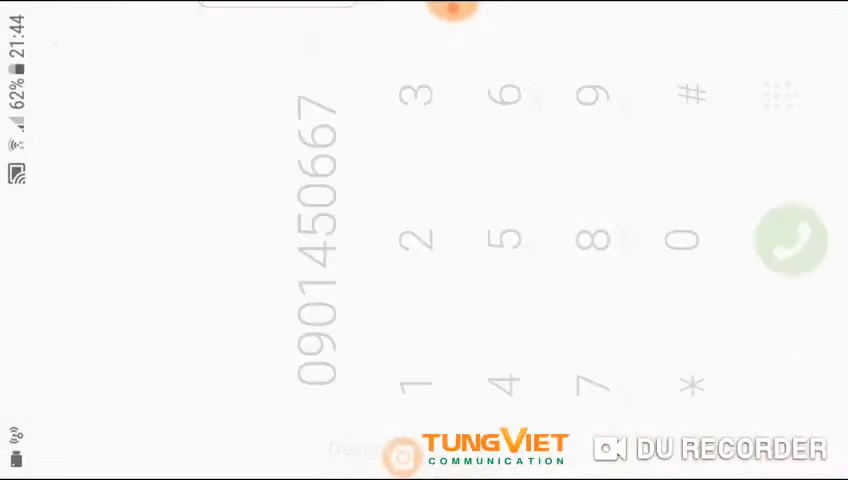 62% 21:44
0901450667
1 2 3
4 5 6
7 8 9
* 0 #
TUNGVIET
COMMUNICATION
DU RECORDER